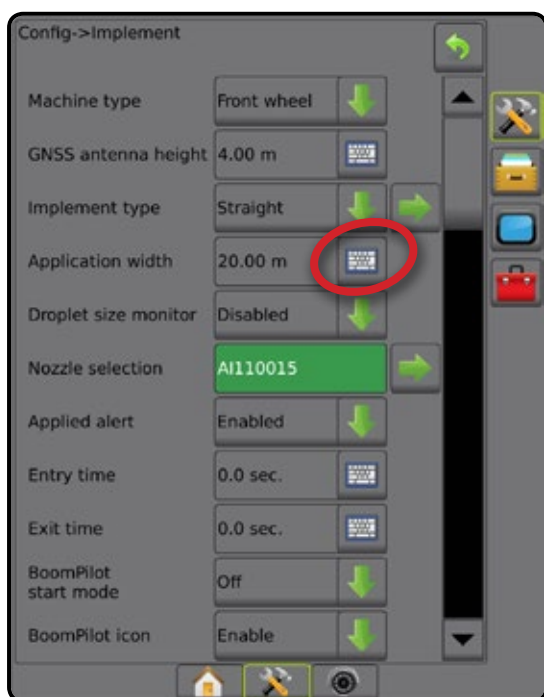 Config->Implement
Machine type Front wheel
GNSS antenna height 4.00 m
Implement type Straight
Application width 20.00 m
Droplet size monitor Disabled
Nozzle selection AI110015
Applied alert Enabled
Entry time 0.0 sec.
Exit time 0.0 sec.
BoomPilot
start mode Off
BoomPilot icon Enable